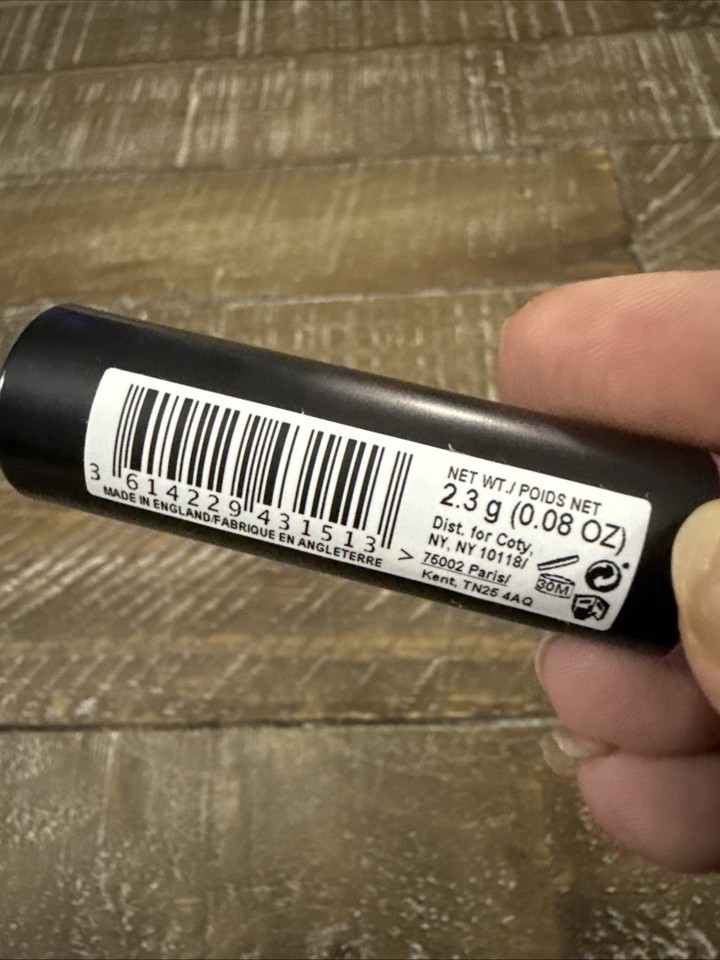 3 614229 431513 >
MADE IN ENGLAND/FABRIQUE EN ANGLETERRE
NET WT./ POIDS NET
2.3 g (0.08 OZ)
Dist. for Coty,
NY, NY 10118/
75002 Paris/
Kent, TN25 4AQ
30M